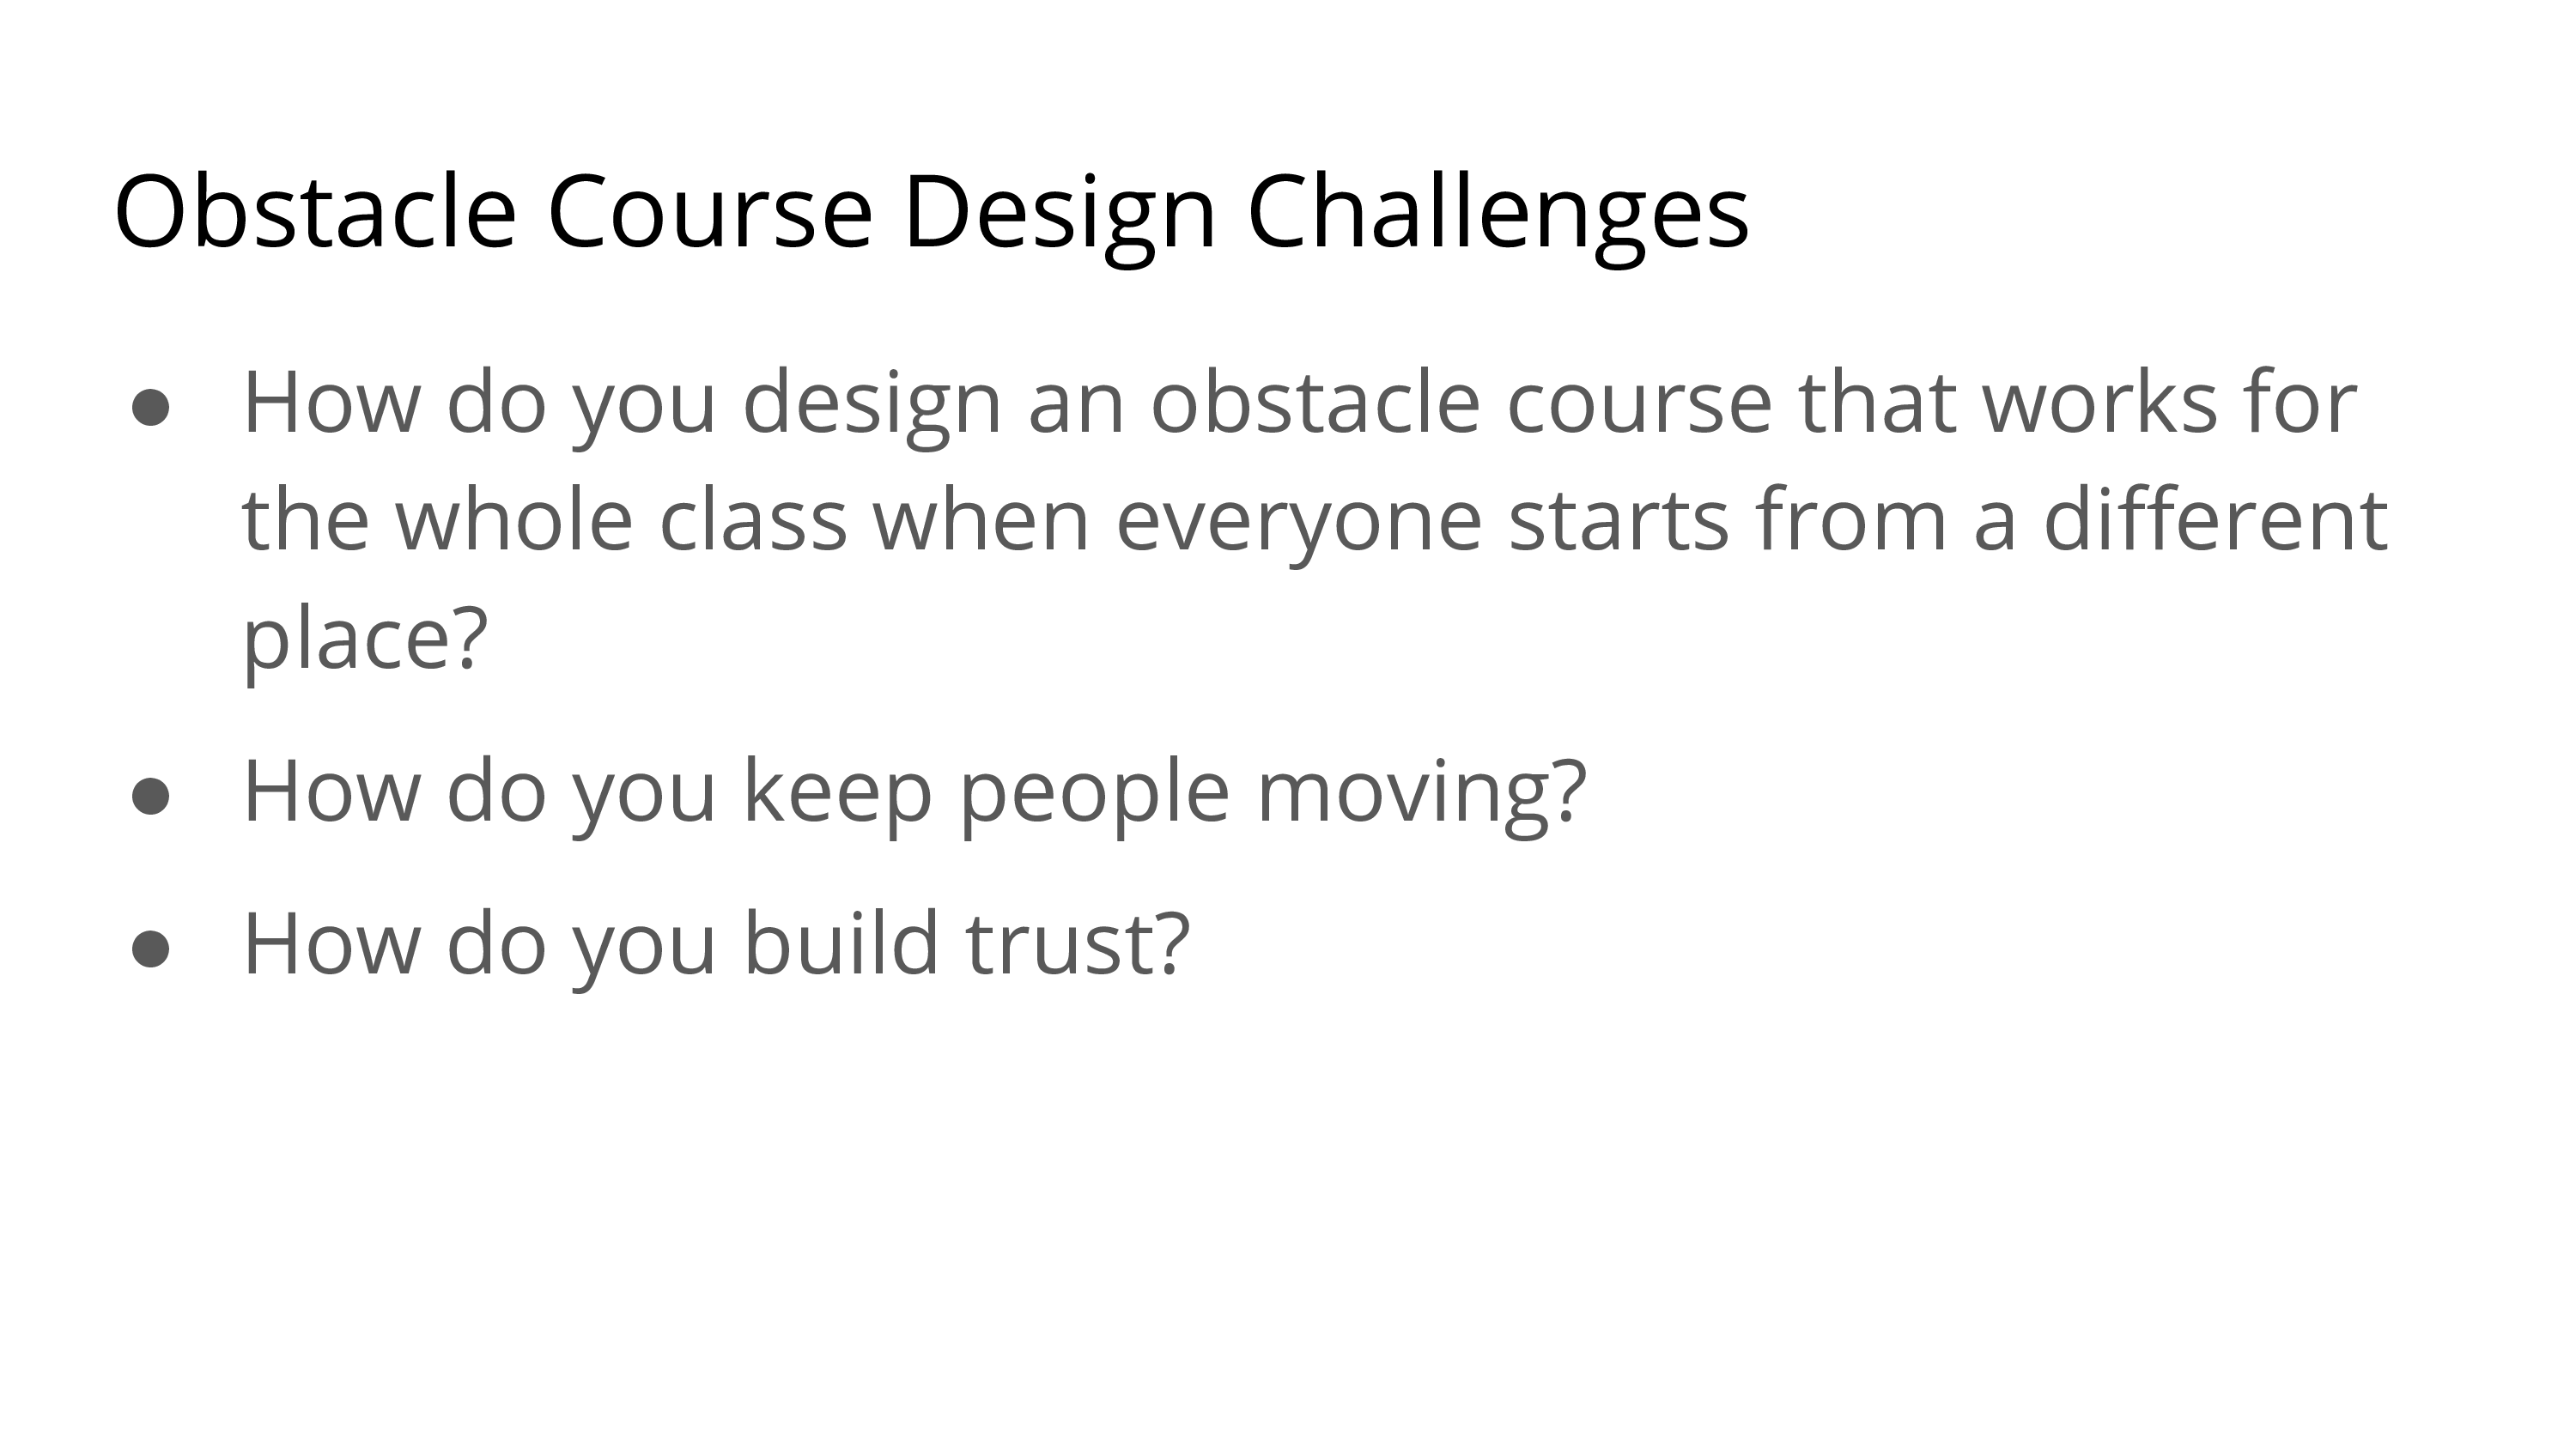 Obstacle Course Design Challenges
● How do you design an obstacle course that works for
the whole class when everyone starts from a different
place?
● How do you keep people moving?
● How do you build trust?